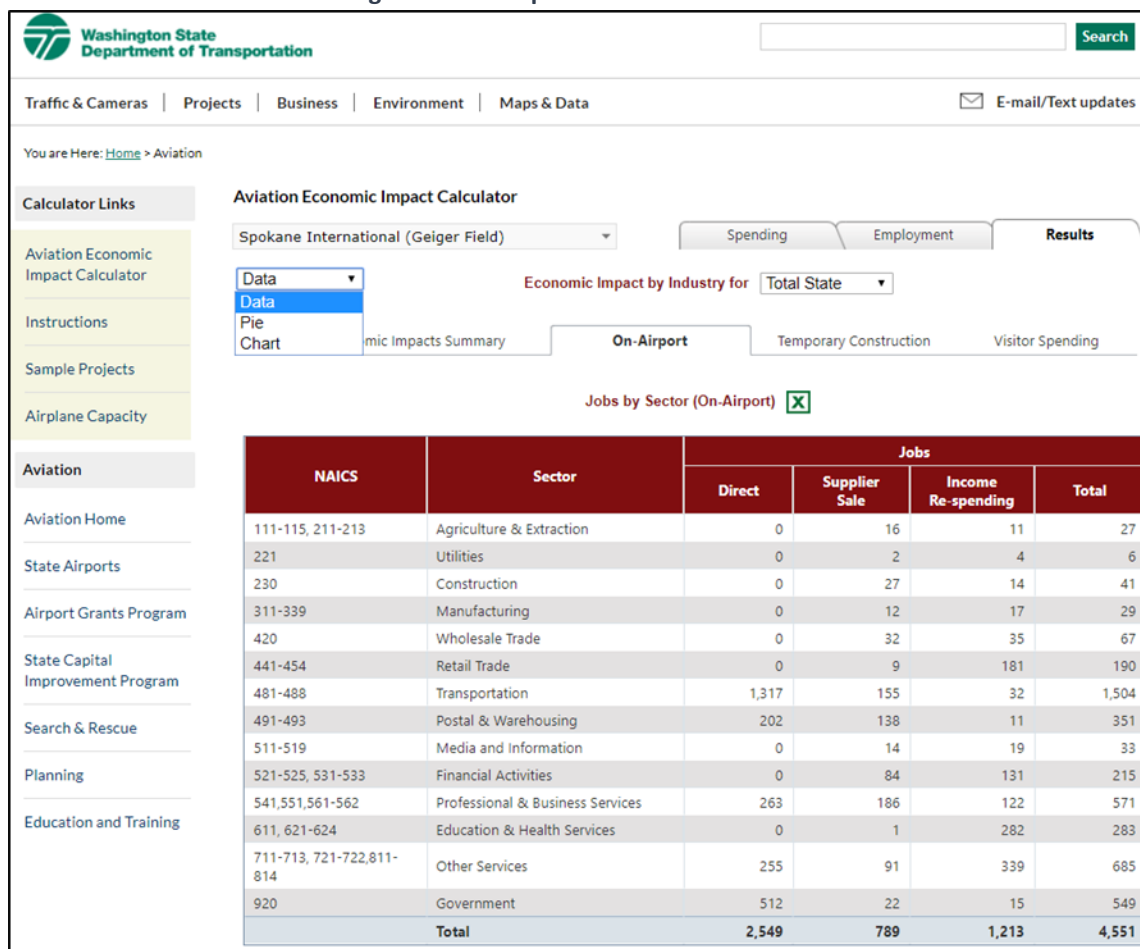 Washington State
Department of Transportation
Search
Traffic & Cameras | Projects | Business | Environment | Maps & Data
E-mail/Text updates
You are Here: Home > Aviation
Calculator Links
Aviation Economic
Impact Calculator
Instructions
Sample Projects
Airplane Capacity
Aviation
Aviation Home
State Airports
Airport Grants Program
State Capital
Improvement Program
Search & Rescue
Planning
Education and Training
Aviation Economic Impact Calculator
Spokane International (Geiger Field)
Spending Employment Results
Data
Data
Pie
Chart
Economic Impact by Industry for Total State
mic Impacts Summary On-Airport Temporary Construction Visitor Spending
Jobs by Sector (On-Airport) X
NAICS Sector Jobs
Direct Supplier Sale Income Re-spending Total
111-115, 211-213 Agriculture & Extraction 0 16 11 27
221 Utilities 0 2 4 6
230 Construction 0 27 14 41
311-339 Manufacturing 0 12 17 29
420 Wholesale Trade 0 32 35 67
441-454 Retail Trade 0 9 181 190
481-488 Transportation 1,317 155 32 1,504
491-493 Postal & Warehousing 202 138 11 351
511-519 Media and Information 0 14 19 33
521-525, 531-533 Financial Activities 0 84 131 215
541,551,561-562 Professional & Business Services 263 186 122 571
611, 621-624 Education & Health Services 0 1 282 283
711-713, 721-722,811-
814 Other Services 255 91 339 685
920 Government 512 22 15 549
Total 2,549 789 1,213 4,551